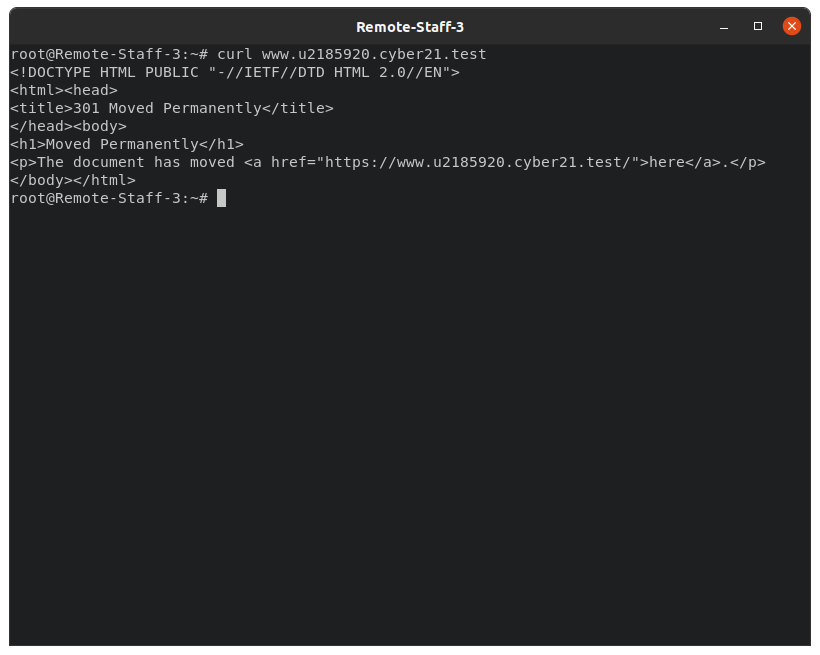 Remote-Staff-3
root@Remote-Staff-3:~# curl www.u2185920.cyber21.test
<!DOCTYPE HTML PUBLIC "-//IETF//DTD HTML 2.0//EN">
<html><head>
<title>301 Moved Permanently</title>
</head><body>
<h1>Moved Permanently</h1>
<p>The document has moved <a href="https://www.u2185920.cyber21.test/">here</a>.</p>
</body></html>
root@Remote-Staff-3:~#